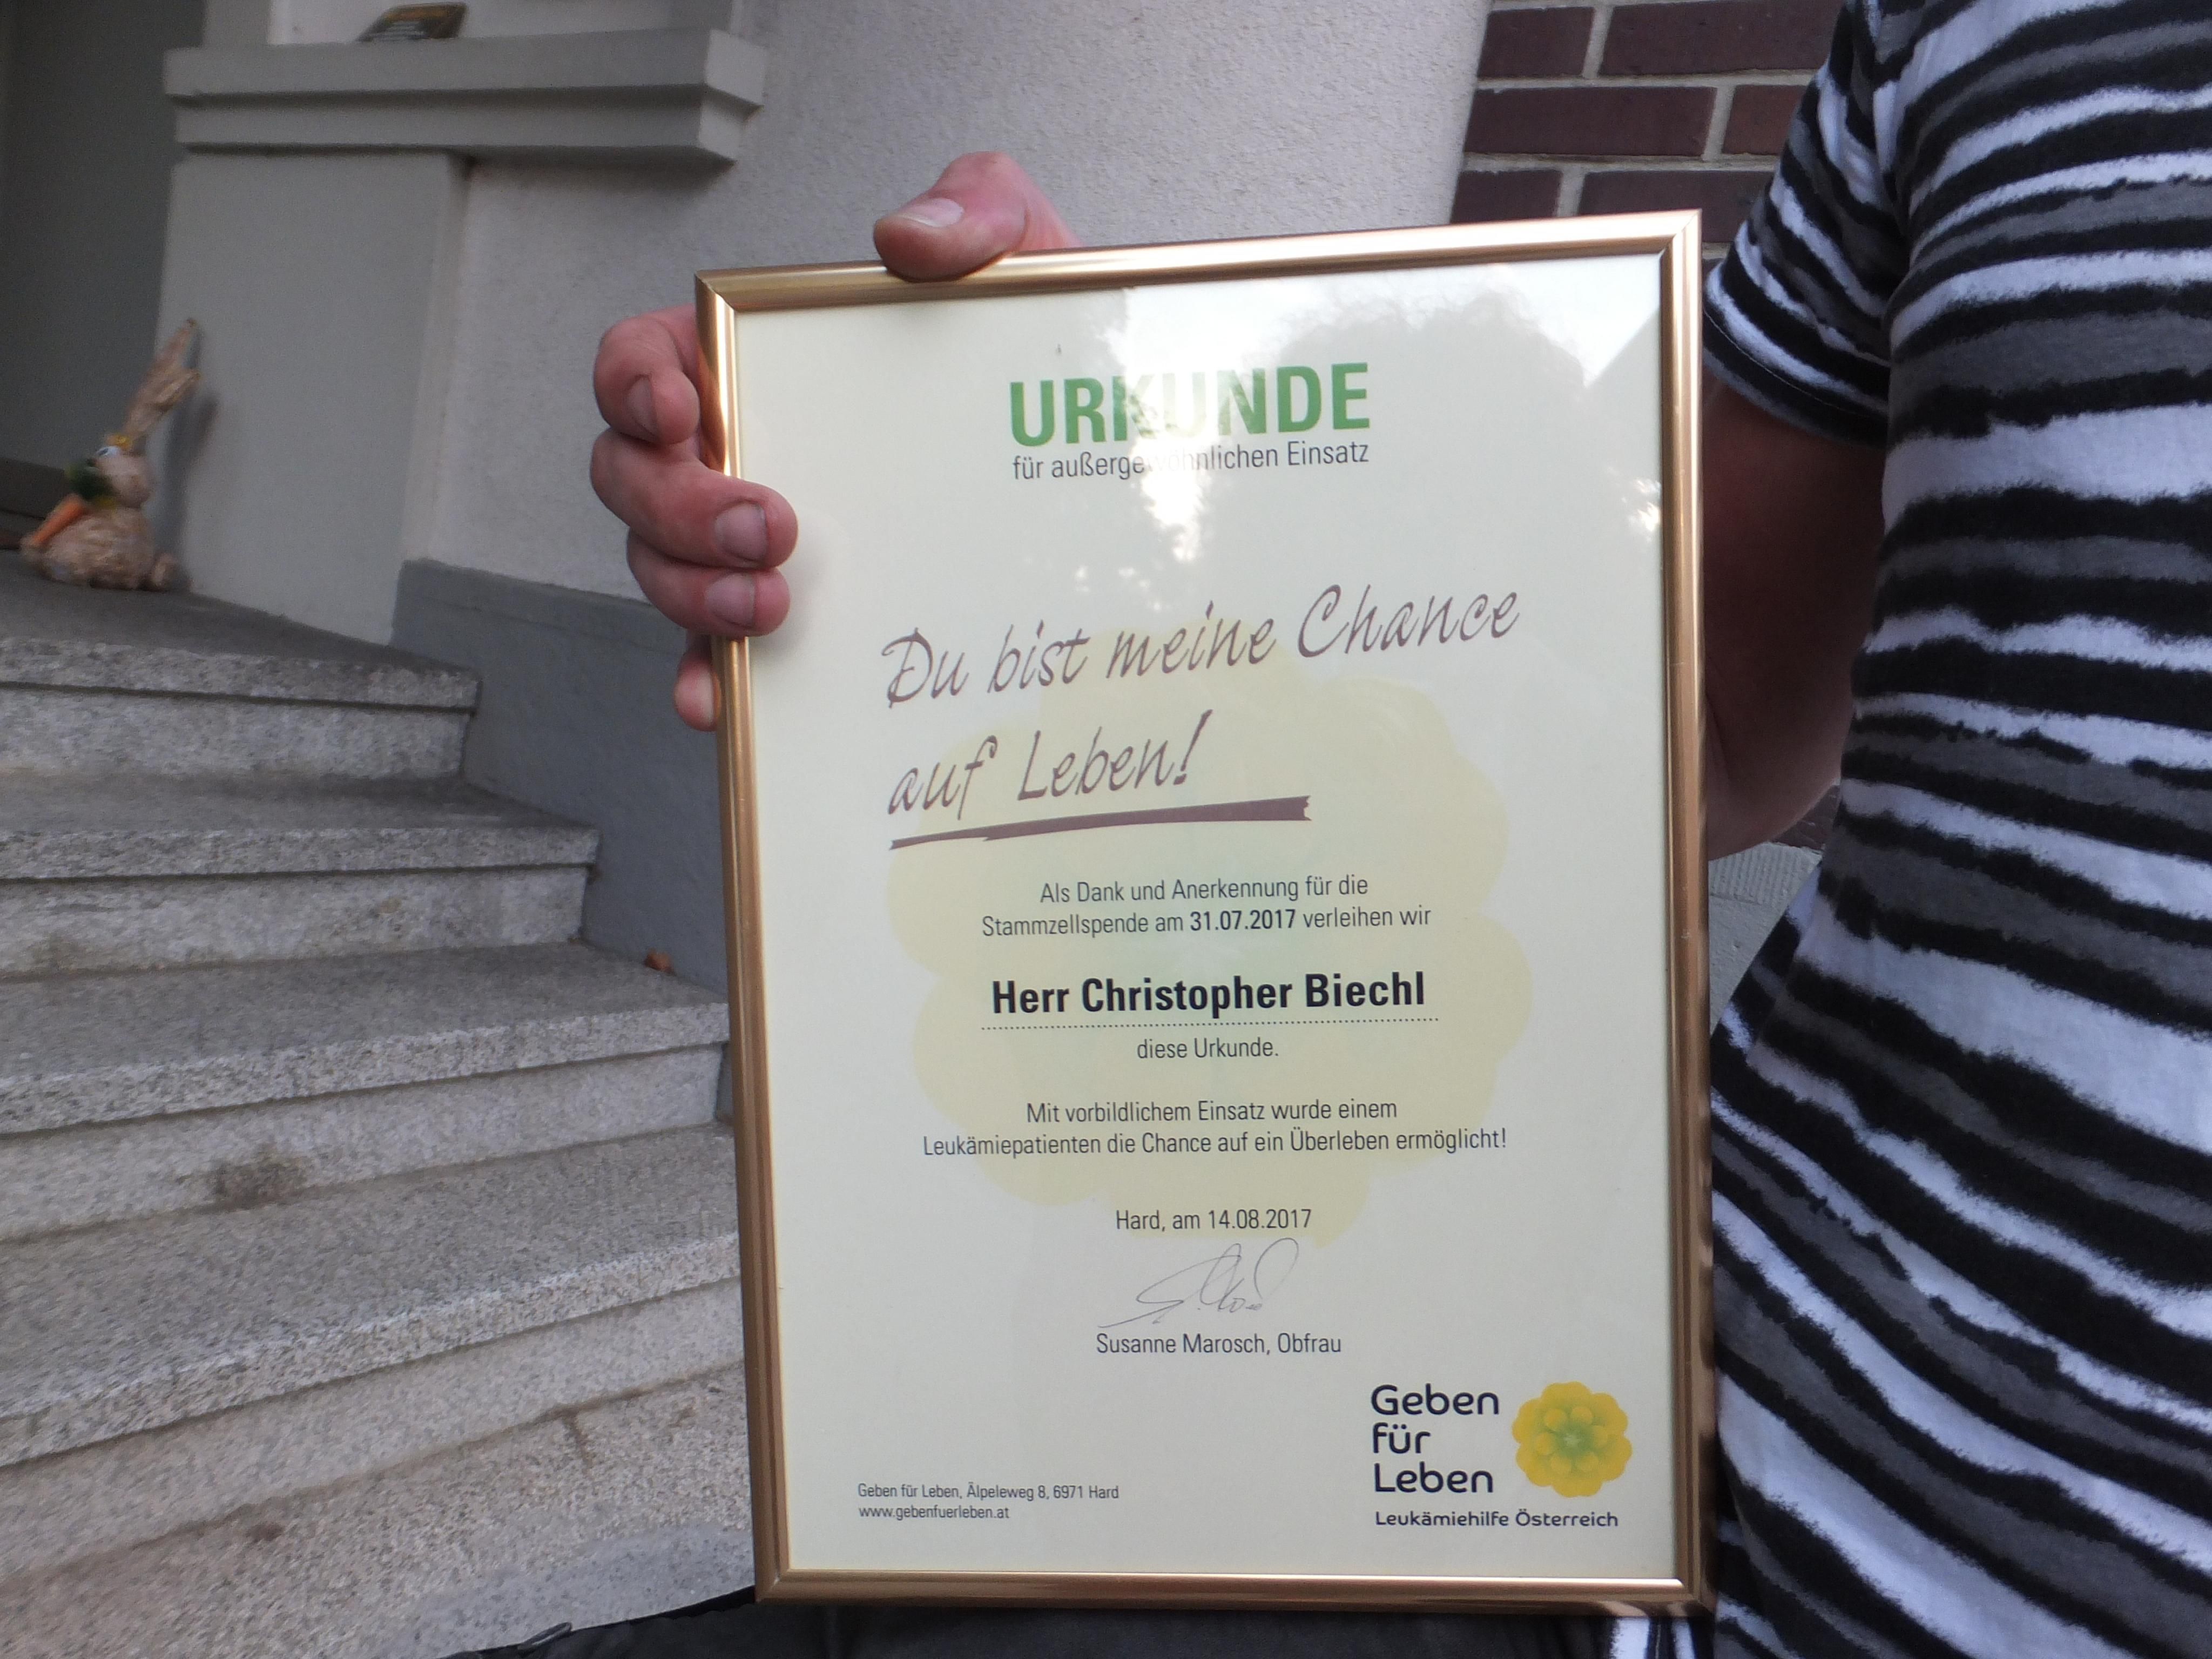 URKUNDE
für außergewöhnlichen Einsatz
Du bist meine Chance
auf Leben!
Als Dank und Anerkennung für die
Stammzellspende am 31.07.2017 verleihen wir
Herr Christopher Biechl
diese Urkunde.
Mit vorbildlichem Einsatz wurde einem
Leukämiepatienten die Chance auf ein Überleben ermöglicht!
Hard, am 14.08.2017
Susanne Marosch, Obfrau
Geben
für
Leben
Leukämiehilfe Österreich
Geben für Leben, Älpeleweg 8, 6971 Hard
www.gebenfuerleben.at